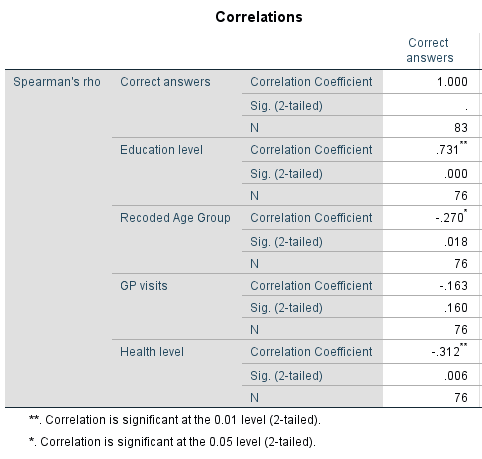 Correlations
Correct answers
Spearman's rho Correct answers Correlation Coefficient 1.000
Sig. (2-tailed) .
N 83
Education level Correlation Coefficient .731**
Sig. (2-tailed) .000
N 76
Recoded Age Group Correlation Coefficient -.270*
Sig. (2-tailed) .018
N 76
GP visits Correlation Coefficient -.163
Sig. (2-tailed) .160
N 76
Health level Correlation Coefficient -.312**
Sig. (2-tailed) .006
N 76
**. Correlation is significant at the 0.01 level (2-tailed).
*. Correlation is significant at the 0.05 level (2-tailed).